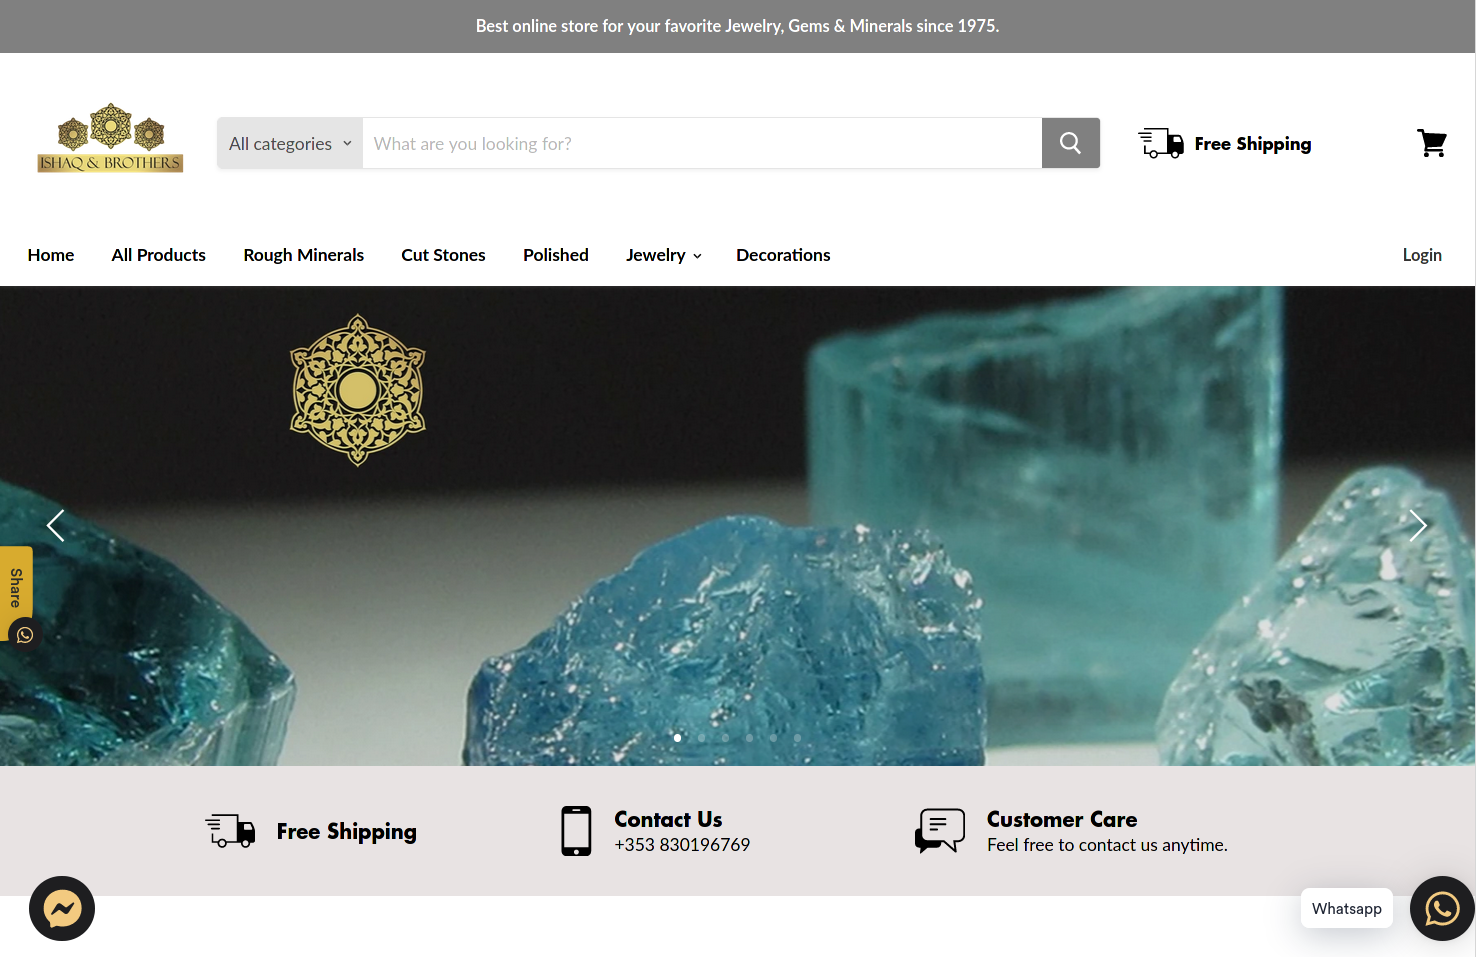 Best online store for your favorite Jewelry, Gems & Minerals since 1975.
ISHAQ & BROTHERS
All categories
What are you looking for?
Free Shipping
Home
All Products
Rough Minerals
Cut Stones
Polished
Jewelry
Decorations
Login
Share
Free Shipping
Contact Us
+353 830196769
Customer Care
Feel free to contact us anytime.
Whatsapp